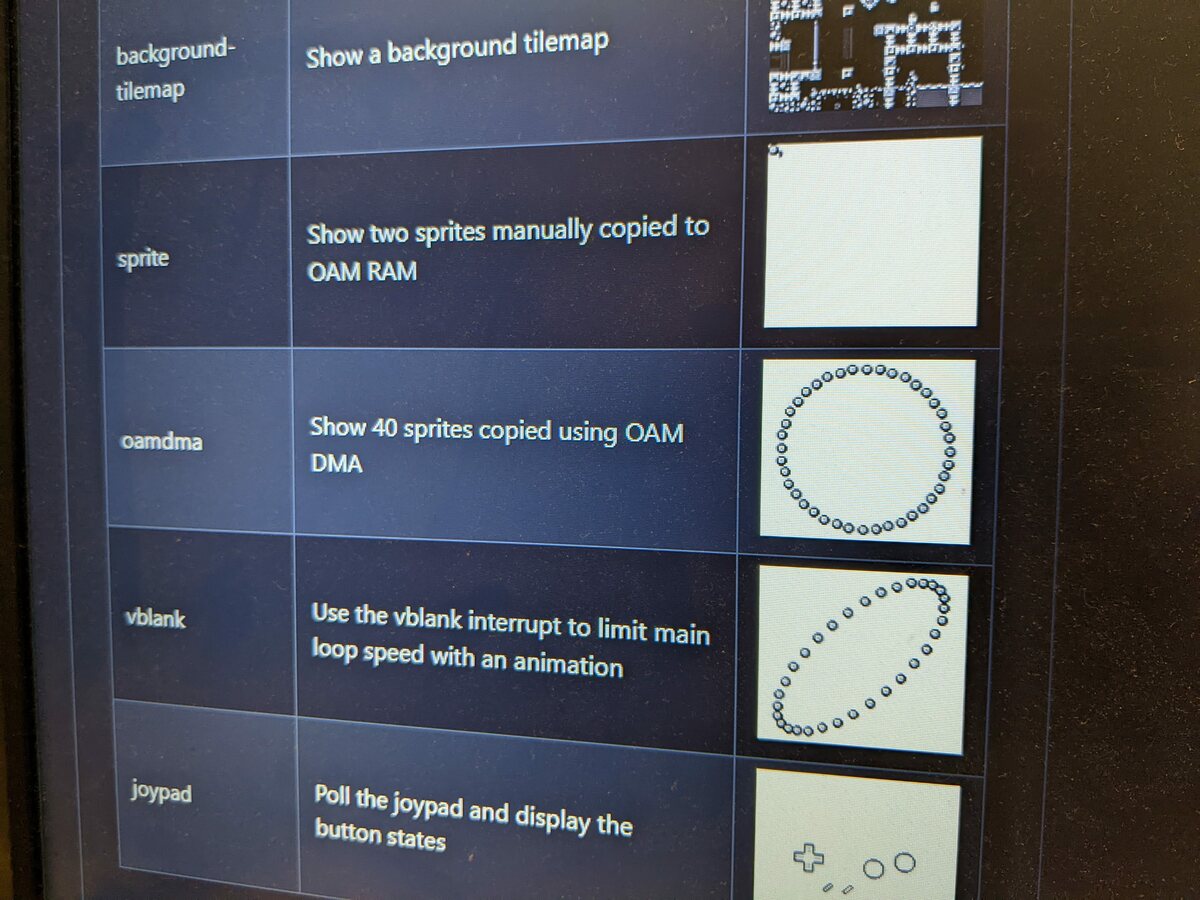 background-
tilemap
Show a background tilemap
sprite
Show two sprites manually copied to
OAM RAM
oamdma
Show 40 sprites copied using OAM
DMA
vblank
Use the vblank interrupt to limit main
loop speed with an animation
joypad
Poll the joypad and display the
button states